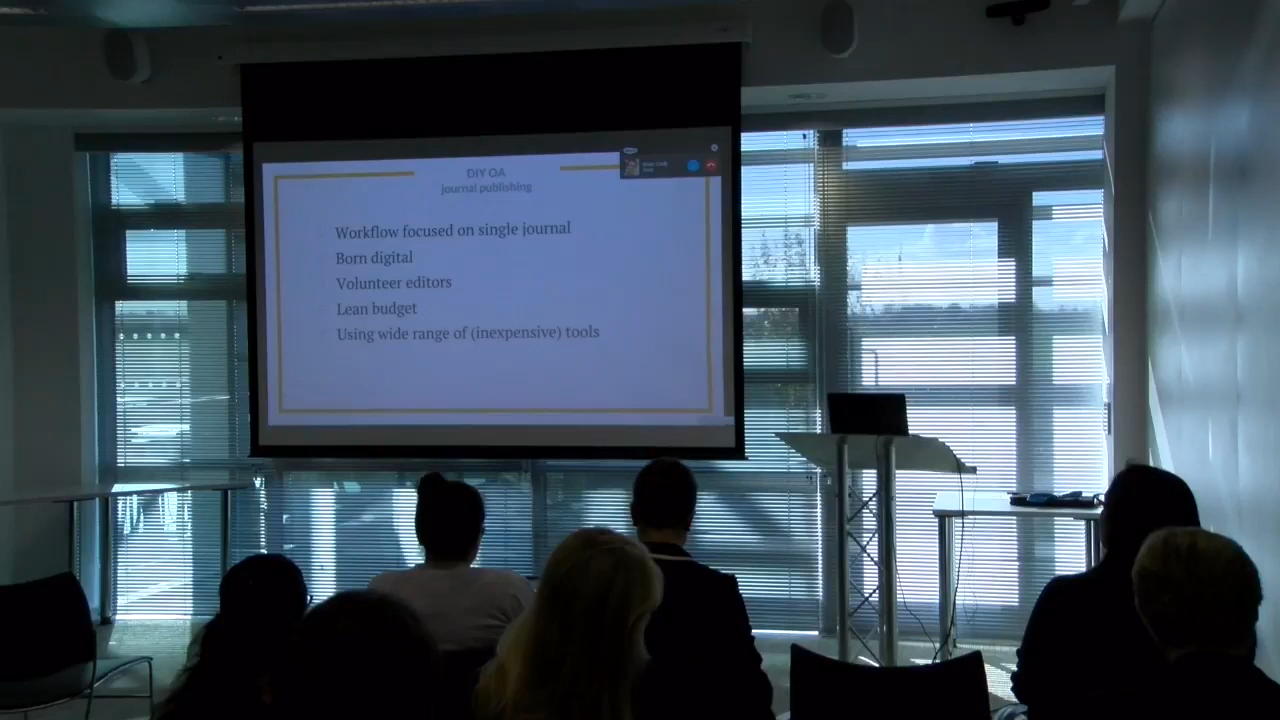 DIY OA
journal publishing
Workflow focused on single journal
Born digital
Volunteer editors
Lean budget
Using wide range of (inexpensive) tools